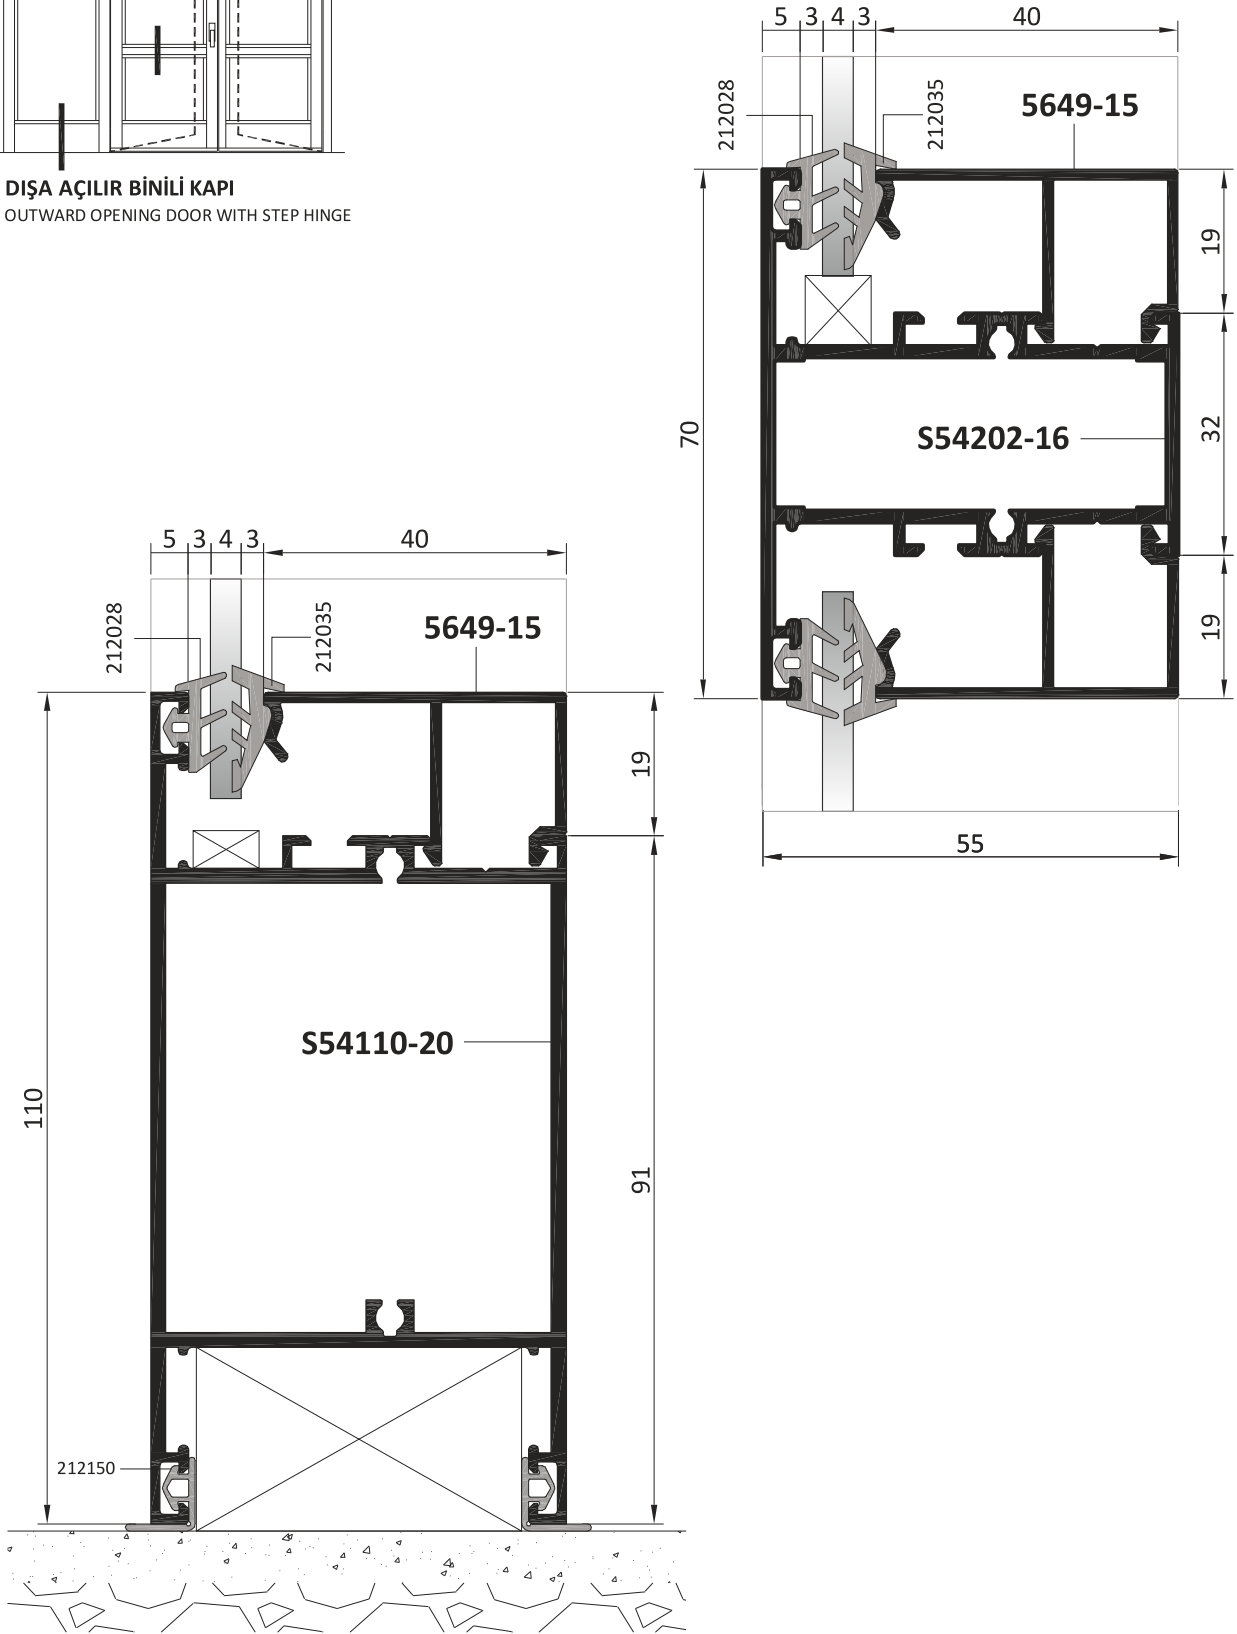 DIŞA AÇILIR BİNİLİ KAPI
OUTWARD OPENING DOOR WITH STEP HINGE
5 3 4 3 40
212028
212035
5649-15
19
70
S54202-16
32
19
55
5 3 4 3 40
212028
212035
5649-15
19
S54110-20
110
91
212150